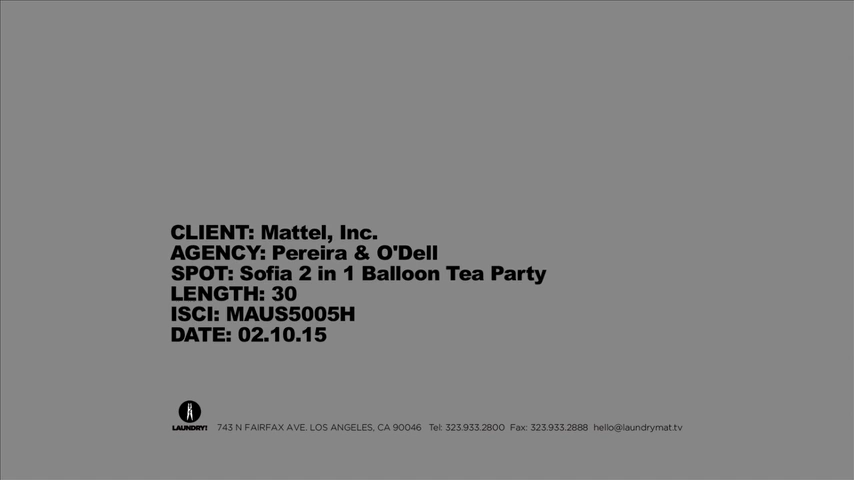 CLIENT: Mattel, Inc.
AGENCY: Pereira & O'Dell
SPOT: Sofia 2 in 1 Balloon Tea Party
LENGTH: 30
ISCI: MAUS5005H
DATE: 02.10.15
LAUNDRY! 743 N FAIRFAX AVE. LOS ANGELES, CA 90046 Tel: 323.933.2800 Fax: 323.933.2888 hello@laundrymat.tv